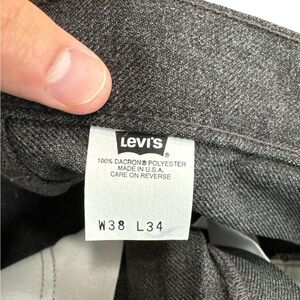 Levi's ®
100% DACRON® POLYESTER
MADE IN U.S.A.
CARE ON REVERSE
W38 L34